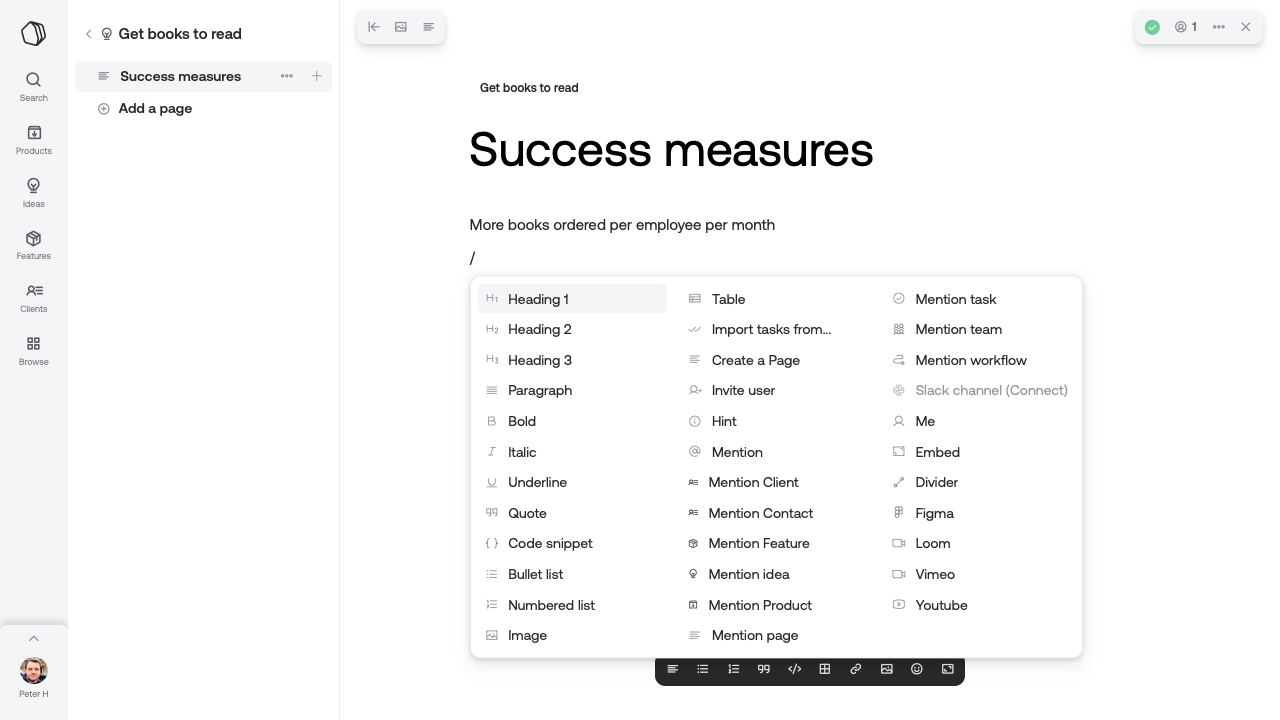 Get books to read
Success measures
Add a page
Search
Products
Ideas
Features
Clients
Browse
Peter H
1
Get books to read
Success measures
More books ordered per employee per month
/
Heading 1
Heading 2
Heading 3
Paragraph
Bold
Italic
Underline
Quote
Code snippet
Bullet list
Numbered list
Image
Table
Import tasks from...
Create a Page
Invite user
Hint
Mention
Mention Client
Mention Contact
Mention Feature
Mention idea
Mention Product
Mention page
Mention task
Mention team
Mention workflow
Slack channel (Connect)
Me
Embed
Divider
Figma
Loom
Vimeo
Youtube